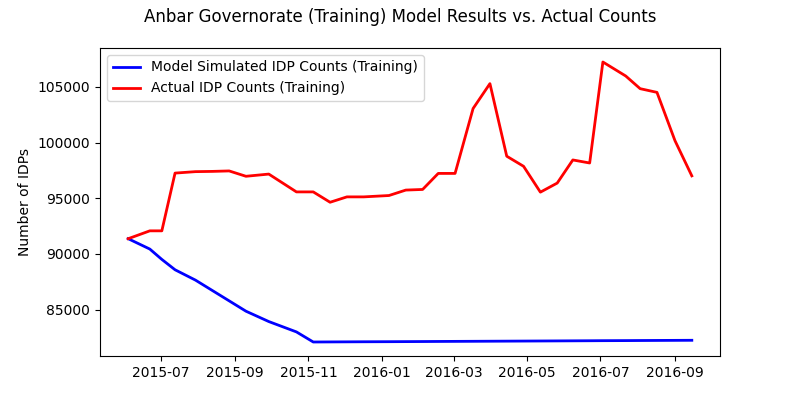 Anbar Governorate (Training) Model Results vs. Actual Counts
Model Simulated IDP Counts (Training)
Actual IDP Counts (Training)
Number of IDPs
105000
100000
95000
90000
85000
2015-07 2015-09 2015-11 2016-01 2016-03 2016-05 2016-07 2016-09